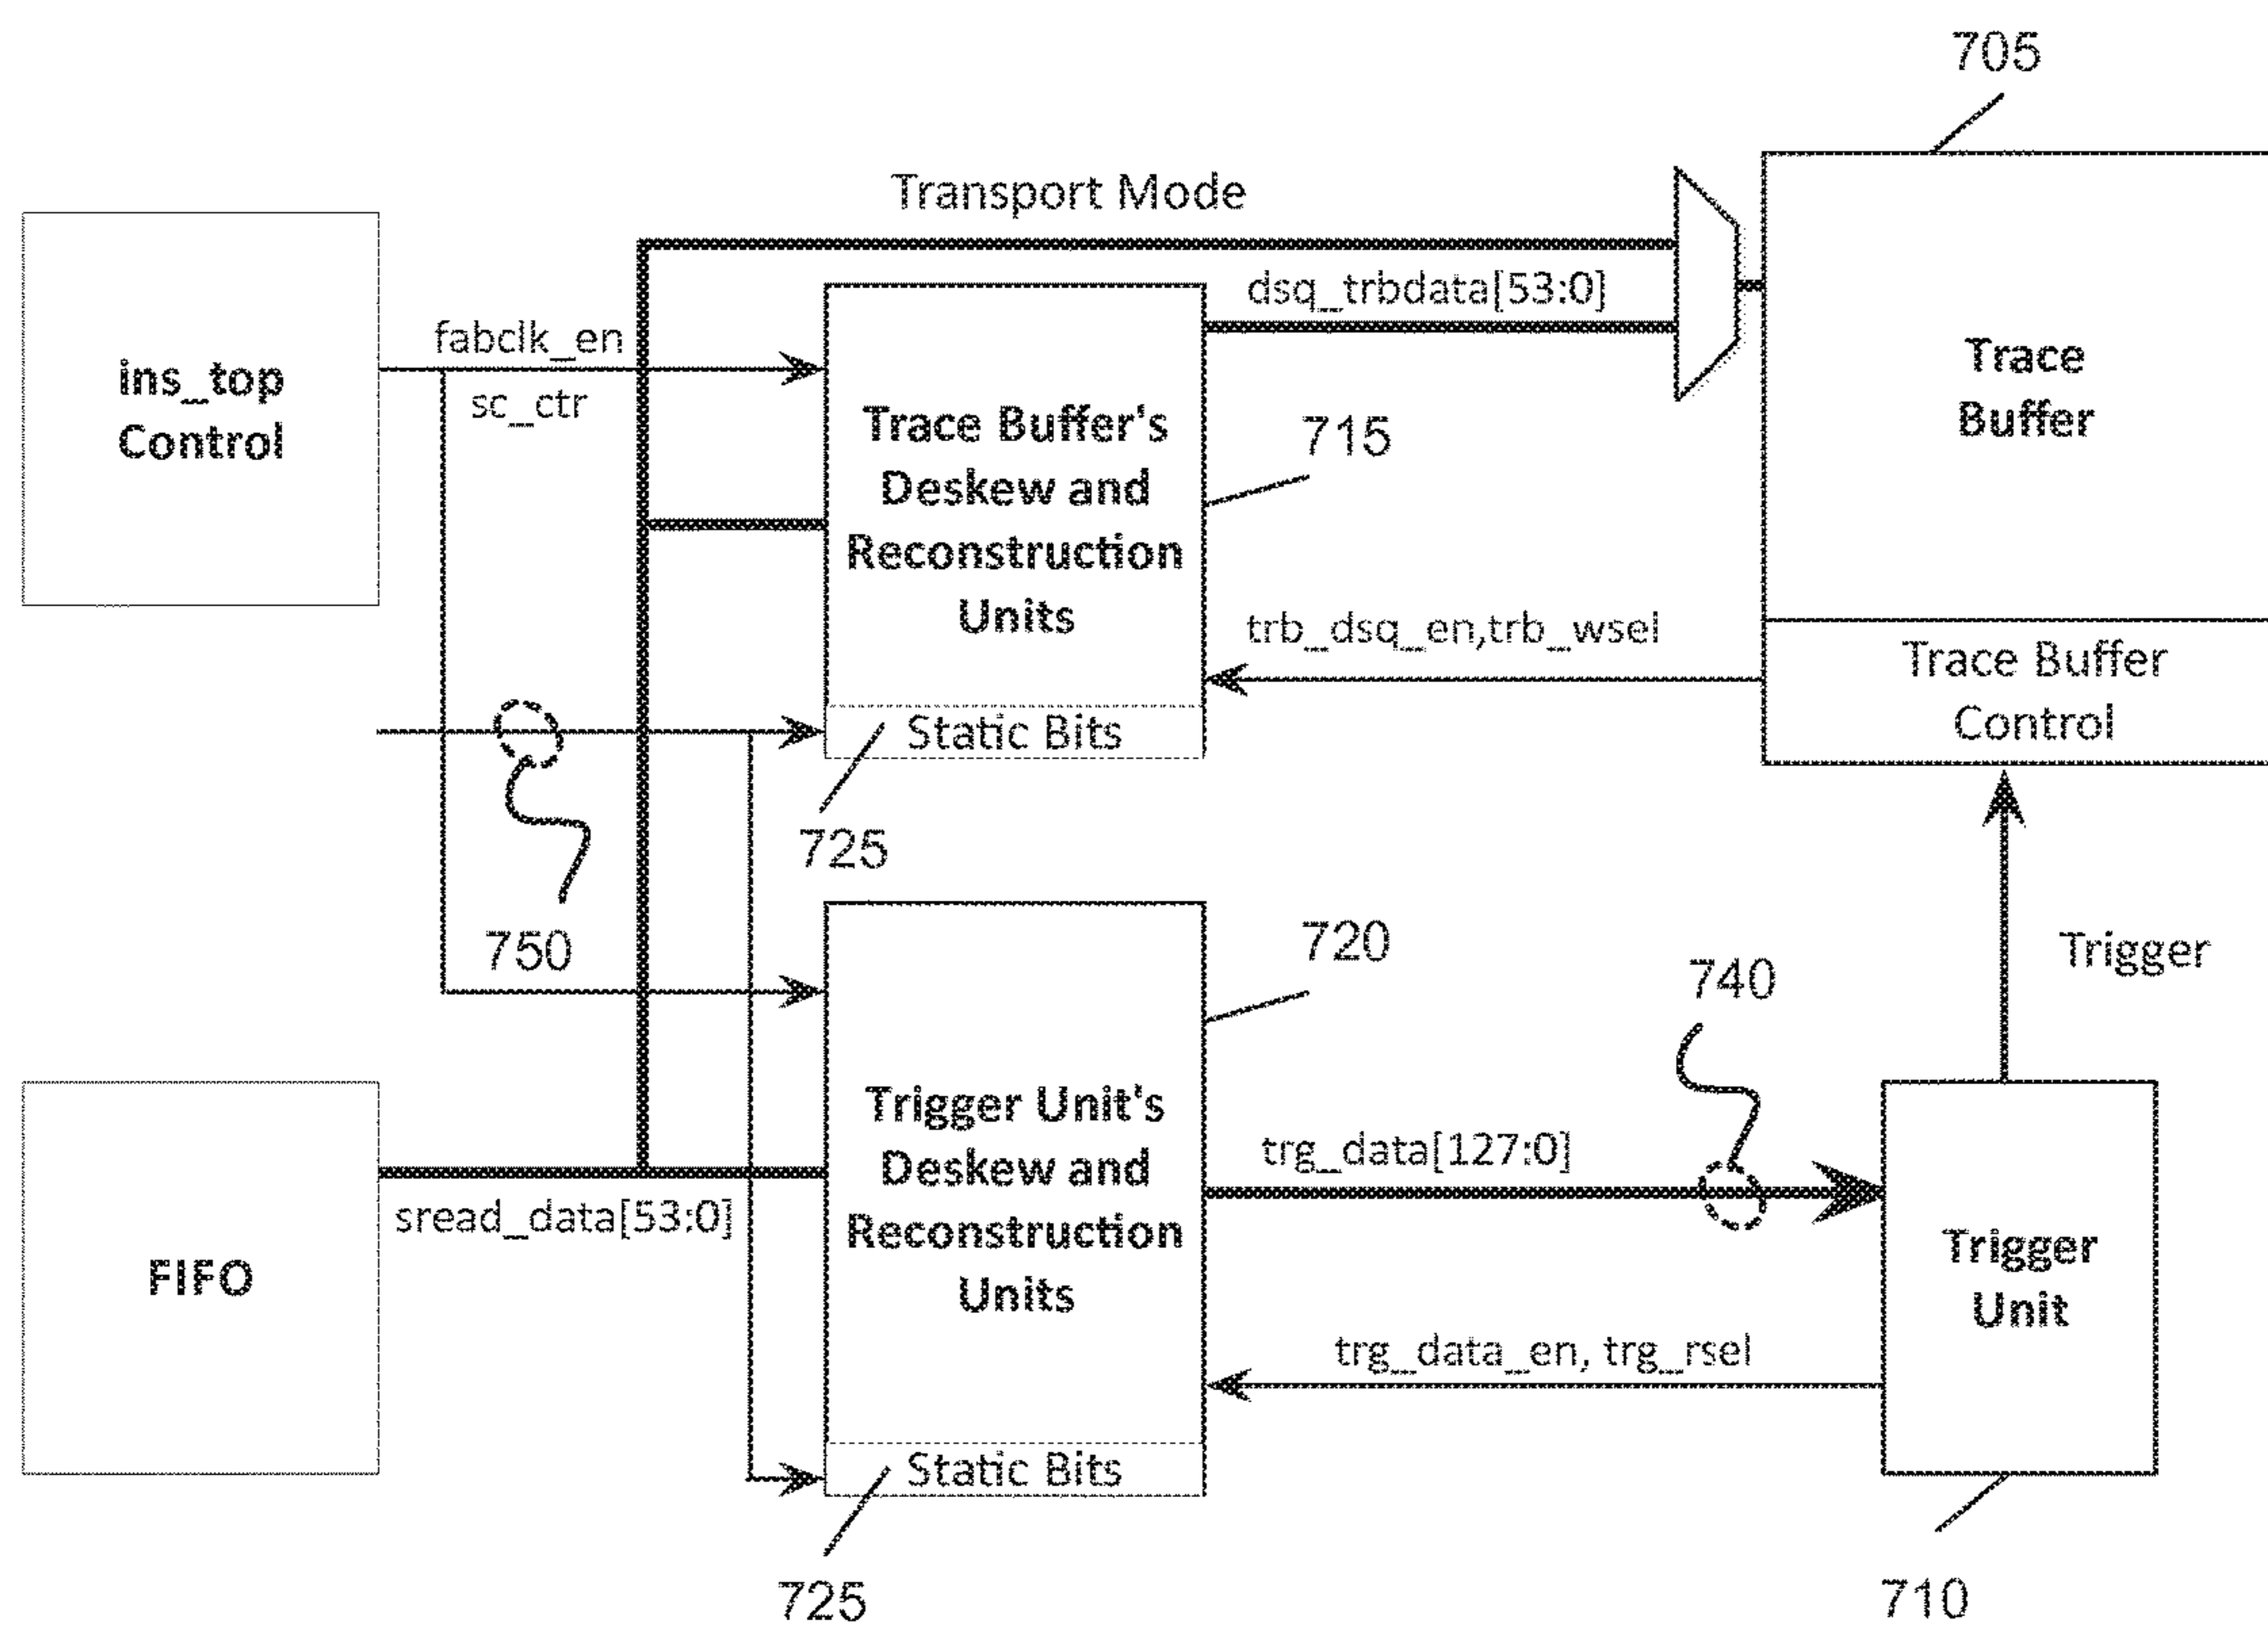 705
Transport Mode
ins_top
Control
fabclk_en
sc_ctr
dsq_trbdata[53:0]
Trace Buffer's
Deskew and
Reconstruction
Units
715
Trace
Buffer
trb_dsq_en,trb_wsel
Trace Buffer
Control
Static Bits
725
750
720
740
Trigger
FIFO
sread_data[53:0]
Trigger Unit's
Deskew and
Reconstruction
Units
trg_data[127:0]
Trigger
Unit
trg_data_en, trg_rsel
Static Bits
725
710